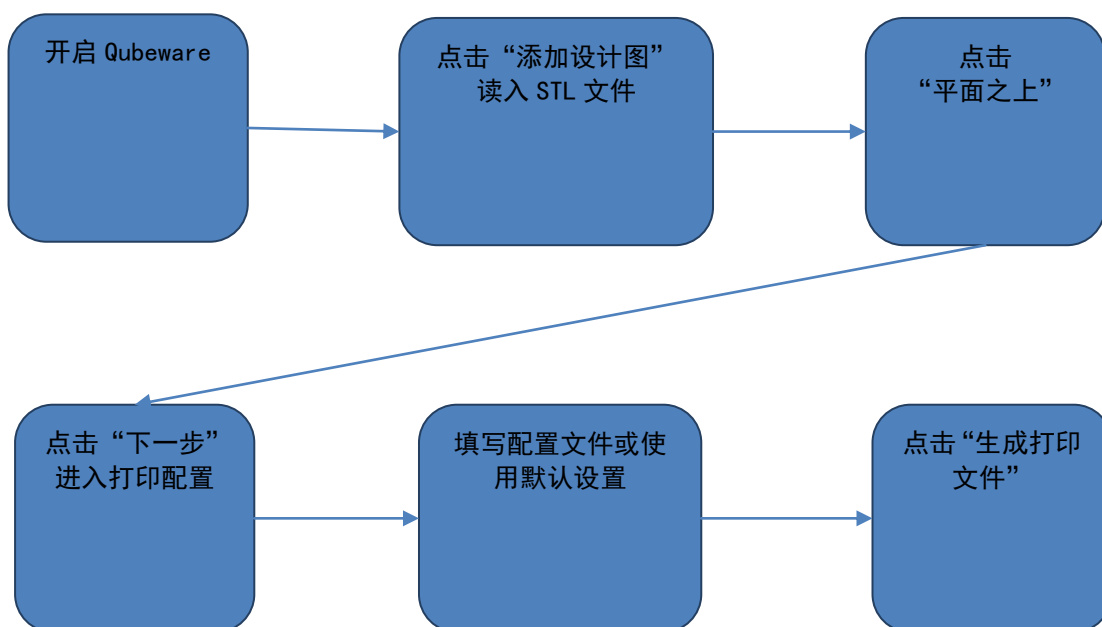 开启 Qubeware
点击“添加设计图”
读入 STL 文件
点击
“平面之上”
点击“下一步”
进入打印配置
填写配置文件或使
用默认设置
点击“生成打印
文件”